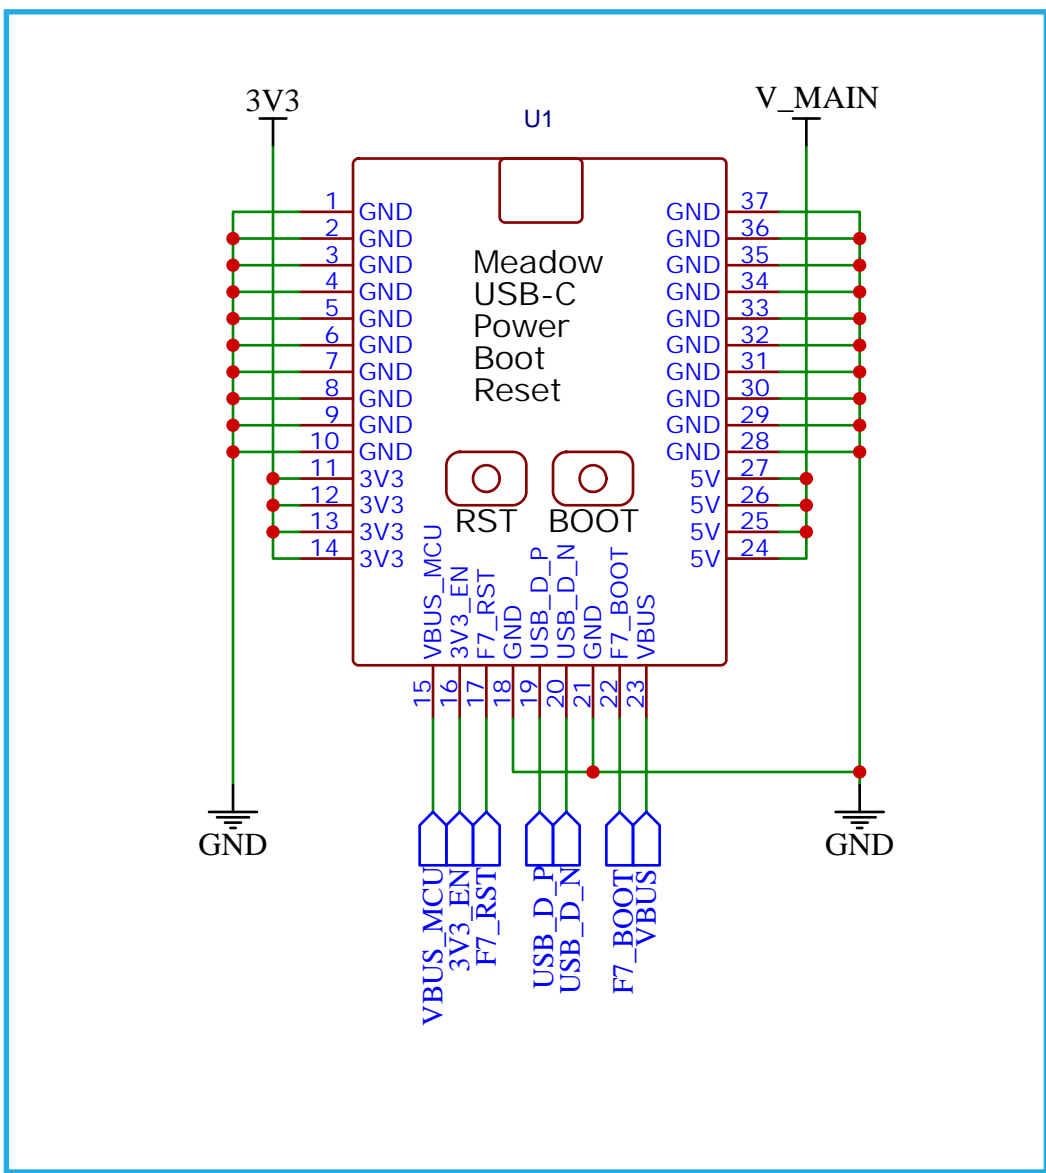 3V3
V_MAIN
U1
1 GND GND 37
2 GND GND 36
3 GND GND 35
4 GND GND 34
5 GND GND 33
6 GND GND 32
7 GND GND 31
8 GND GND 30
9 GND GND 29
10 GND GND 28
11 3V3 5V 27
12 3V3 5V 26
13 3V3 5V 25
14 3V3 5V 24
Meadow
USB-C
Power
Boot
Reset
RST
BOOT
VBUS_MCU
3V3_EN
F7_RST
GND
USB_D_P
USB_D_N
GND
F7_BOOT
VBUS
15
16
17
18
19
20
21
22
23
GND
GND
VBUS_MCU
3V3_EN
F7_RST
USB_D_P
USB_D_N
F7_BOOT
VBUS